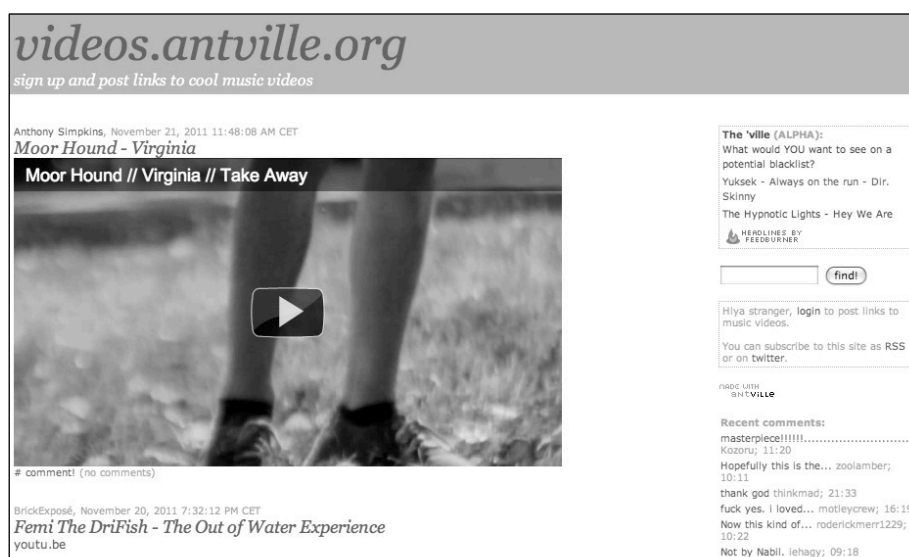 videos.antville.org
sign up and post links to cool music videos
Anthony Simpkins, November 21, 2011 11:48:08 AM CET
Moor Hound - Virginia
Moor Hound // Virginia // Take Away
# comment! (no comments)
BrickExposé, November 20, 2011 7:32:12 PM CET
Femi The DriFish - The Out of Water Experience
youtu.be
The 'ville (ALPHA):
What would YOU want to see on a
potential blacklist?
Yuksek - Always on the run - Dir.
Skinny
The Hypnotic Lights - Hey We Are
HEADLINES BY
FEEDBURNER
find!
Hiya stranger, login to post links to
music videos.
You can subscribe to this site as RSS
or on twitter.
MADE WITH
antville
Recent comments:
masterpiece!!!!!!.............................
Kozoru; 11:20
Hopefully this is the... zoolamber;
10:11
thank god thinkmad; 21:33
fuck yes. i loved... motleycrew; 16:19
Now this kind of... roderickmerr1229;
10:22
Not by Nabil. iehagy; 09:18